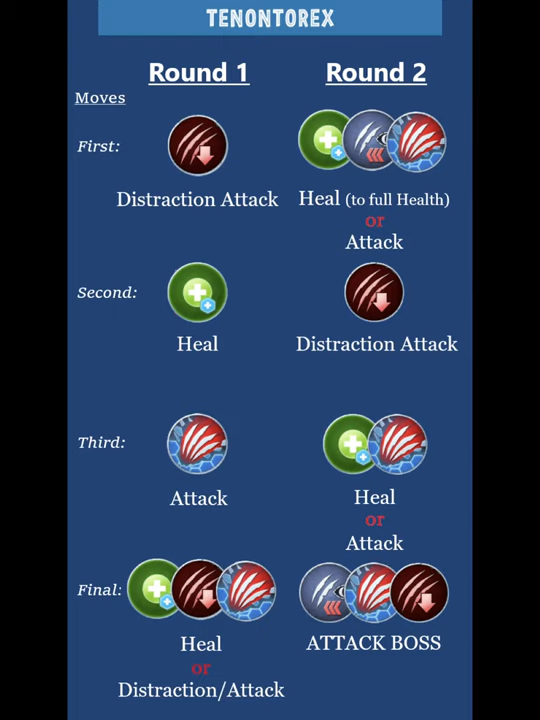 TENONTOREX
Round 1
Round 2
Moves
First:
Distraction Attack
Heal (to full Health)
or
Attack
Second:
Heal
Distraction Attack
Third:
Attack
Heal
or
Attack
Final:
Heal
or
Distraction/Attack
ATTACK BOSS